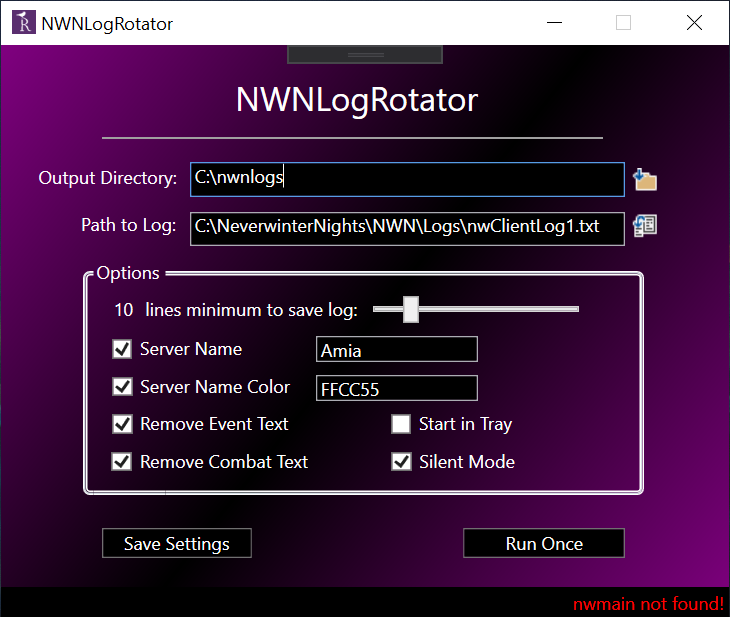 NWNLogRotator
NWNLogRotator
Output Directory: C:\nwnlogs
Path to Log: C:\NeverwinterNights\NWN\Logs\nwClientLog1.txt
Options
10 lines minimum to save log:
Server Name Amia
Server Name Color FFCC55
Remove Event Text Start in Tray
Remove Combat Text Silent Mode
Save Settings Run Once
nwmain not found!